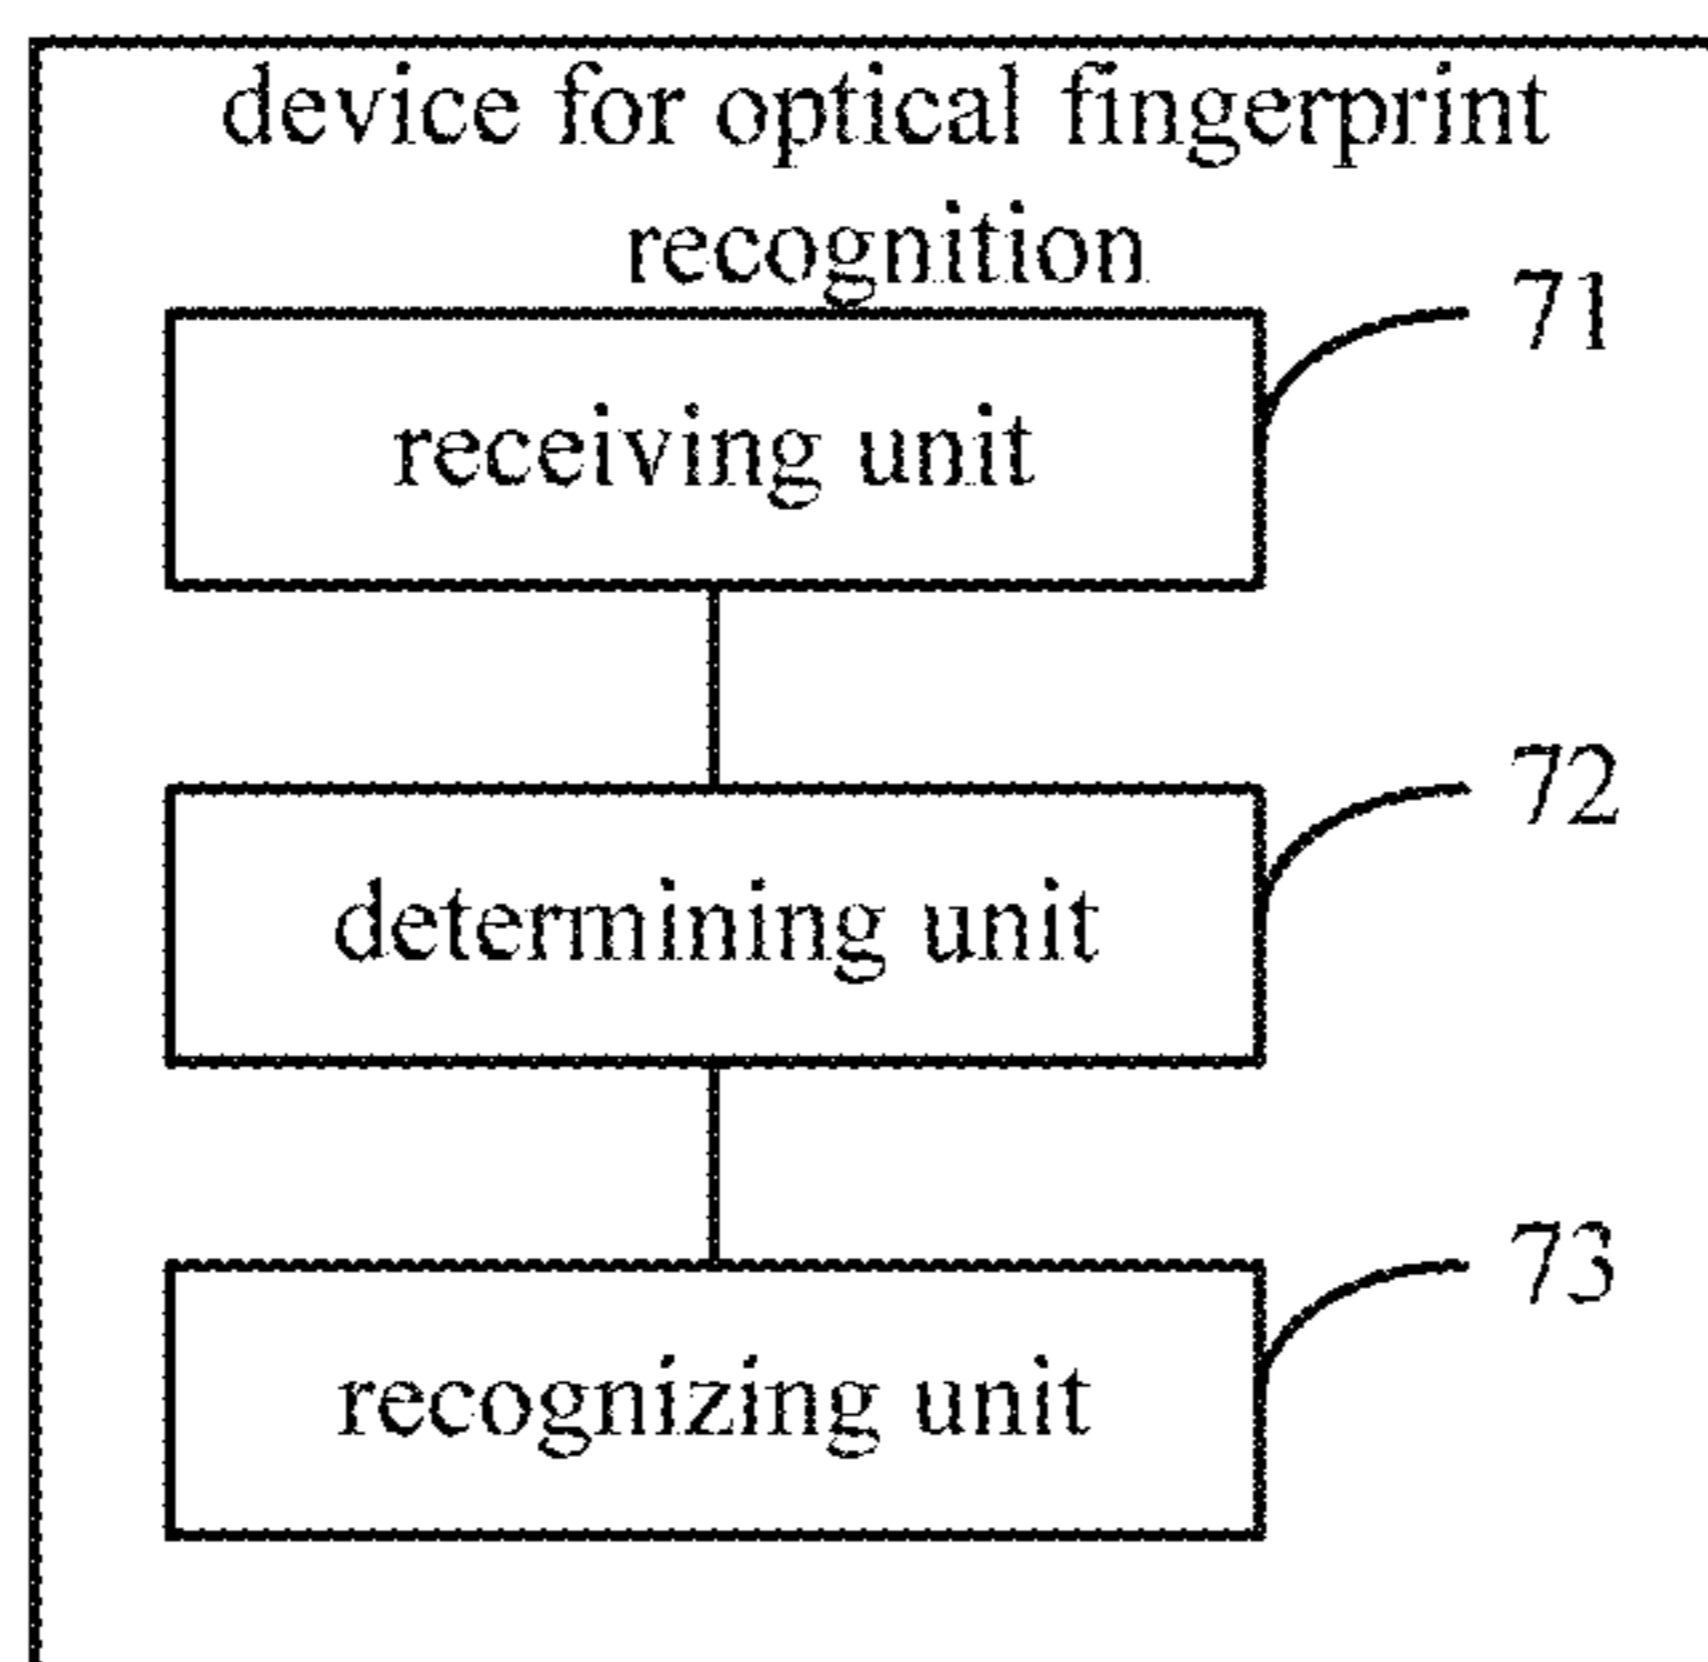 device for optical fingerprint
recognition
71
receiving unit
72
determining unit
73
recognizing unit